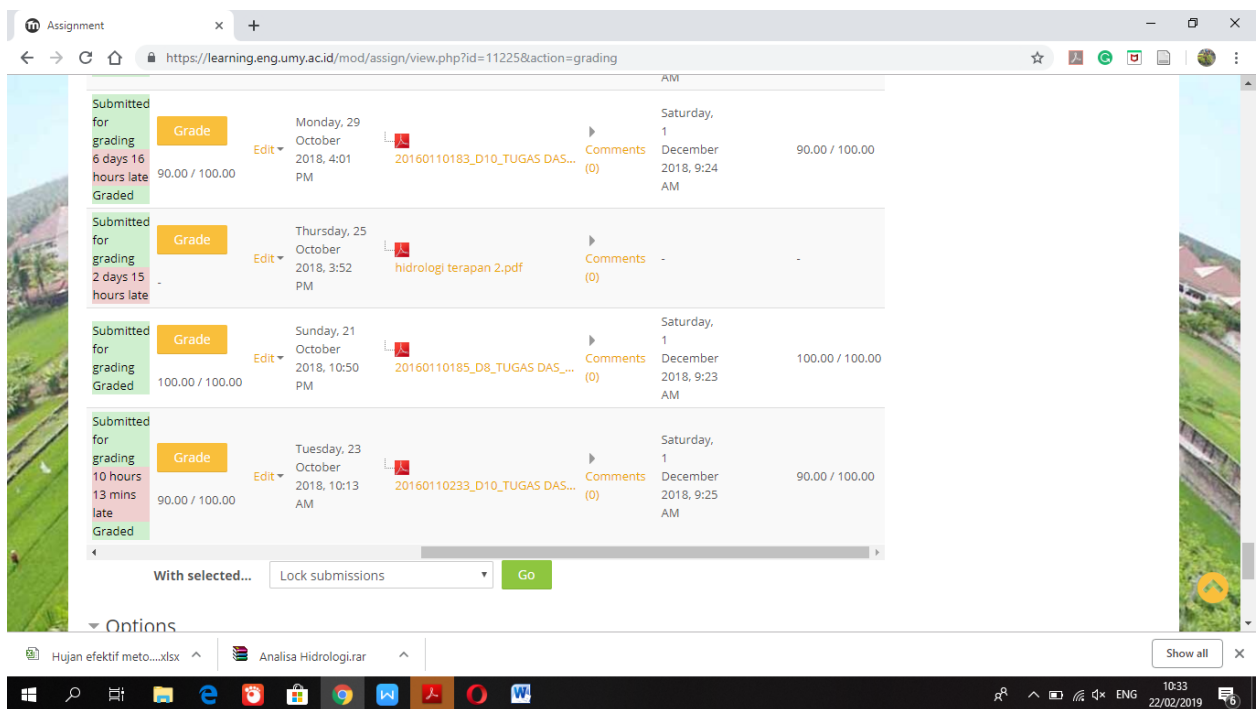 Assignment
https://learning.eng.umy.ac.id/mod/assign/view.php?id=11225&action=grading
AM
Submitted
for
grading
6 days 16
hours late
Graded
Grade
90.00 / 100.00
Edit
Monday, 29
October
2018, 4:01
PM
20160110183_D10_TUGAS DAS...
Comments
(0)
Saturday,
1
December
2018, 9:24
AM
90.00 / 100.00
Submitted
for
grading
2 days 15
hours late
Grade
-
Edit
Thursday, 25
October
2018, 3:52
PM
hidrologi terapan 2.pdf
Comments
(0)
-
-
Submitted
for
grading
Graded
Grade
100.00 / 100.00
Edit
Sunday, 21
October
2018, 10:50
PM
20160110185_D8_TUGAS DAS_...
Comments
(0)
Saturday,
1
December
2018, 9:23
AM
100.00 / 100.00
Submitted
for
grading
10 hours
13 mins
late
Graded
Grade
90.00 / 100.00
Edit
Tuesday, 23
October
2018, 10:13
AM
20160110233_D10_TUGAS DAS...
Comments
(0)
Saturday,
1
December
2018, 9:25
AM
90.00 / 100.00
With selected...
Lock submissions
Go
Options
Hujan efektif meto....xlsx
Analisa Hidrologi.rar
Show all
ENG
10:33
22/02/2019
6